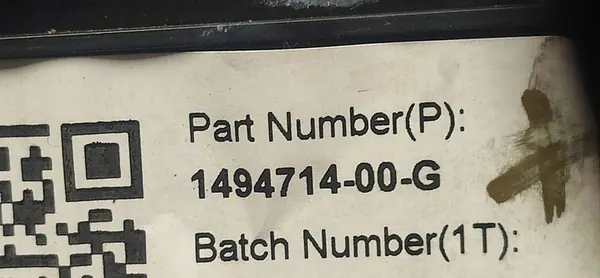 Part Number(P):
1494714-00-G
Batch Number(1T):